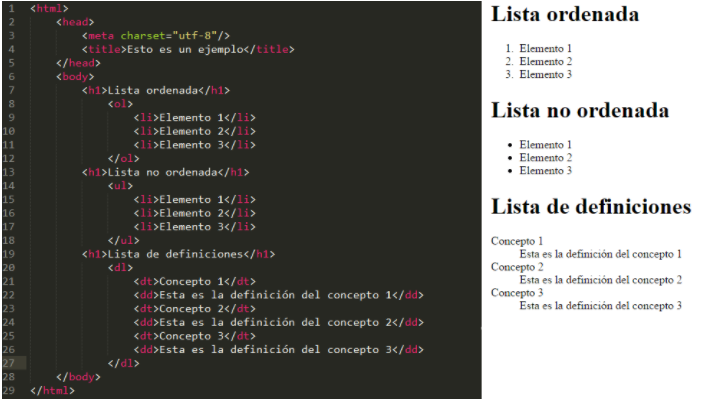 1 <html>
2 <head>
3 <meta charset="utf-8"/>
4 <title>Esto es un ejemplo</title>
5 </head>
6 <body>
7 <h1>Lista ordenada</h1>
8 <ol>
9 <li>Elemento 1</li>
10 <li>Elemento 2</li>
11 <li>Elemento 3</li>
12 </ol>
13 <h1>Lista no ordenada</h1>
14 <ul>
15 <li>Elemento 1</li>
16 <li>Elemento 2</li>
17 <li>Elemento 3</li>
18 </ul>
19 <h1>Lista de definiciones</h1>
20 <dl>
21 <dt>Concepto 1</dt>
22 <dd>Esta es la definición del concepto 1</dd>
23 <dt>Concepto 2</dt>
24 <dd>Esta es la definición del concepto 2</dd>
25 <dt>Concepto 3</dt>
26 <dd>Esta es la definición del concepto 3</dd>
27 </dl>
28 </body>
29 </html>
Lista ordenada
1. Elemento 1
2. Elemento 2
3. Elemento 3
Lista no ordenada
• Elemento 1
• Elemento 2
• Elemento 3
Lista de definiciones
Concepto 1
Esta es la definición del concepto 1
Concepto 2
Esta es la definición del concepto 2
Concepto 3
Esta es la definición del concepto 3